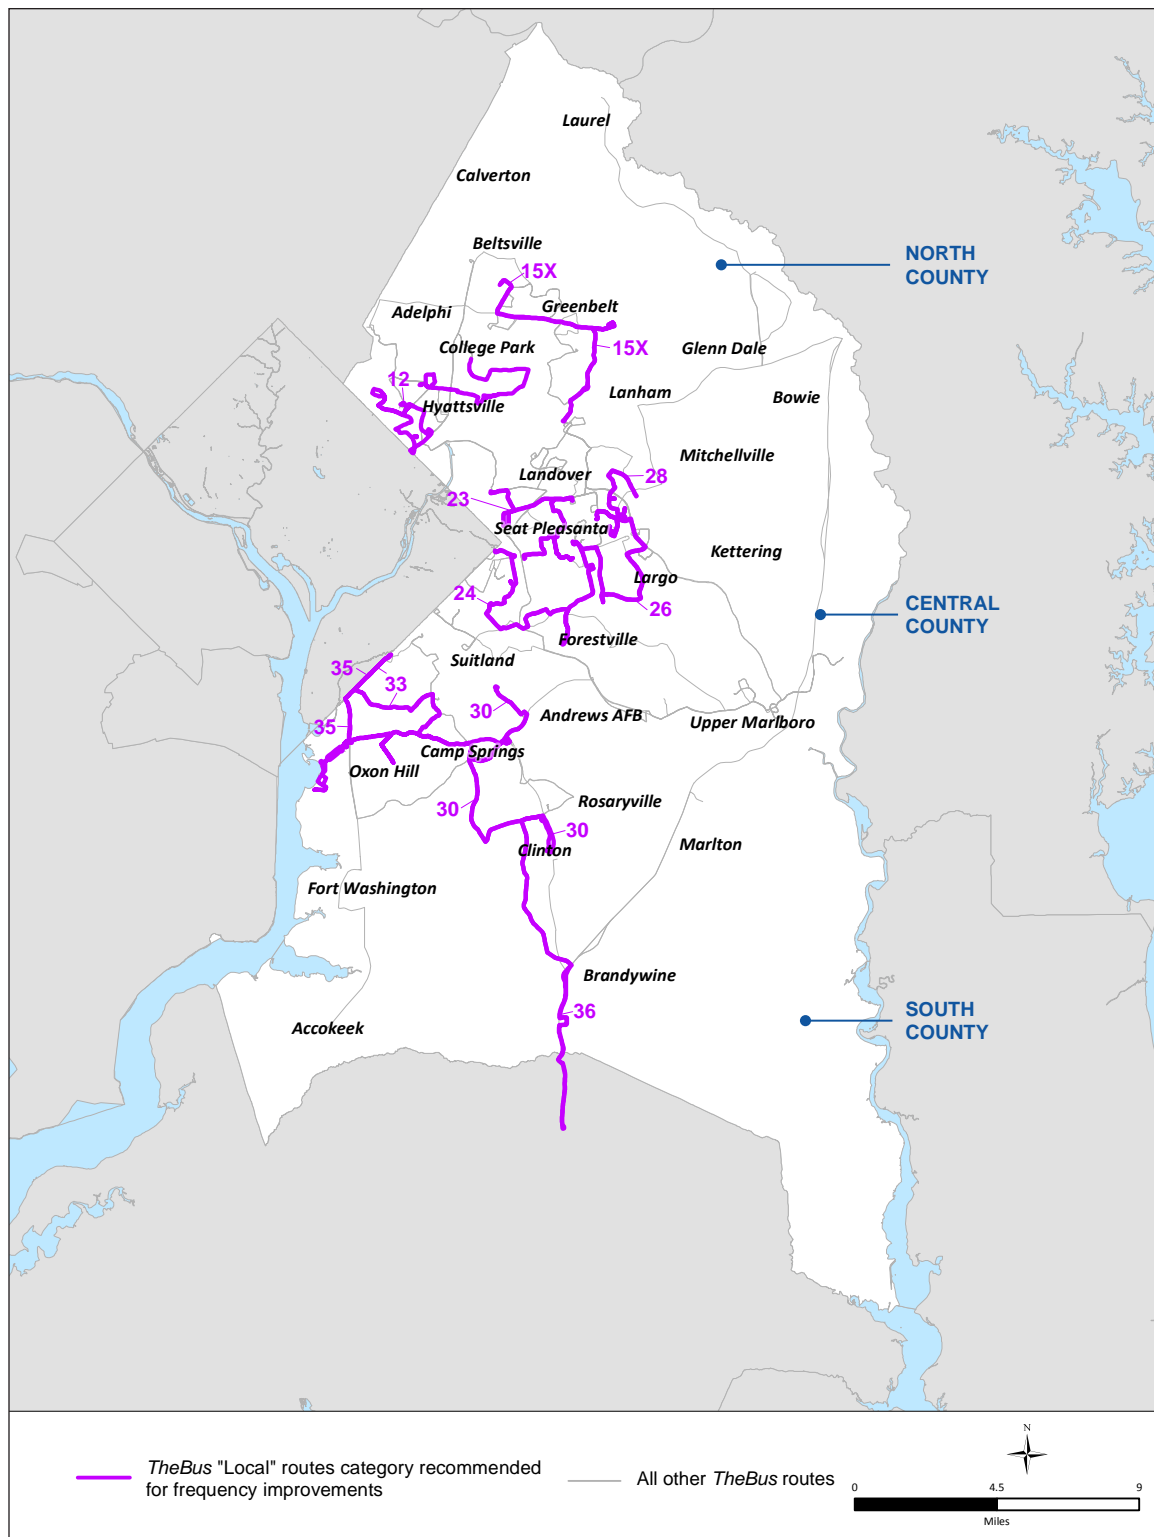 Laurel
Calverton
Beltsville
15X
NORTH
COUNTY
Adelphi
Greenbelt
College Park
15X
Glenn Dale
12
Hyattsville
Lanham
Bowie
Mitchellville
Landover
28
23
Seat Pleasanta
Kettering
Largo
24
26
CENTRAL
COUNTY
Forestville
Suitland
35
33
30
35
Andrews AFB
Upper Marlboro
Camp Springs
Oxon Hill
30
Rosaryville
30
Clinton
Marlton
Fort Washington
Brandywine
36
Accokeek
SOUTH
COUNTY
TheBus "Local" routes category recommended
for frequency improvements
All other TheBus routes
N
0 4.5 9
Miles